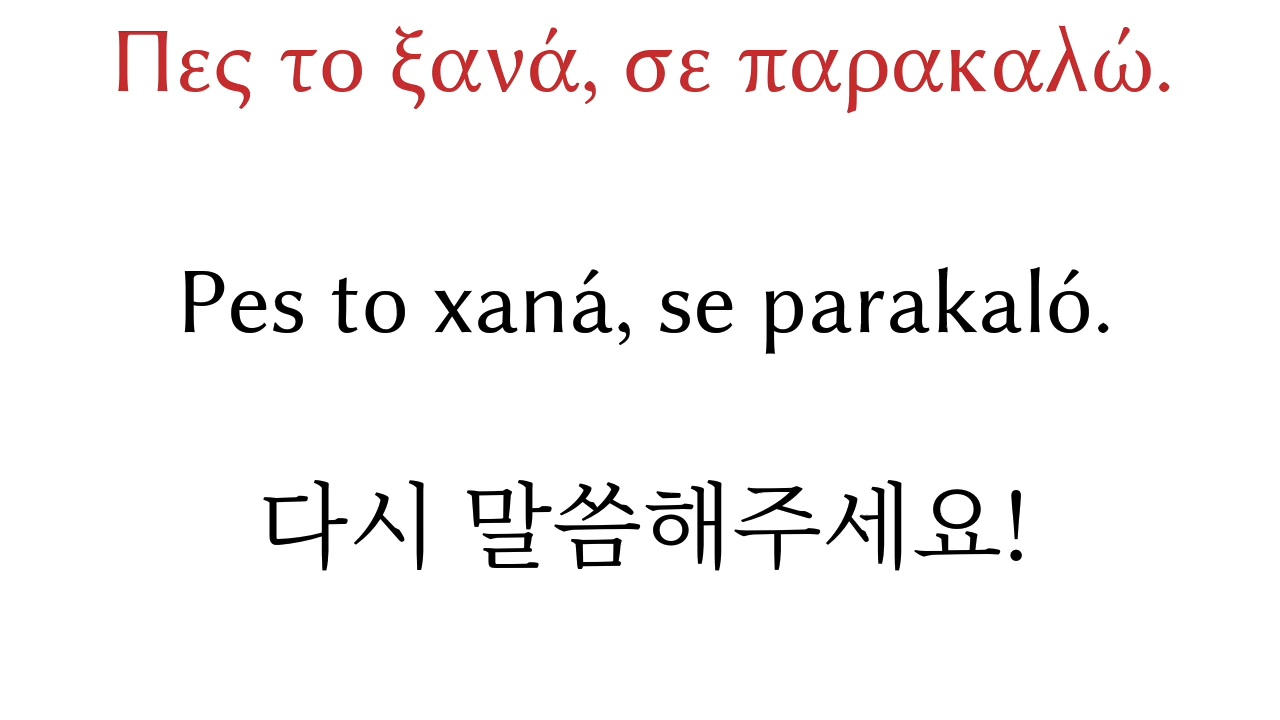 Πες το ξανά, σε παρακαλώ.
Pes to xaná, se parakaló.
다시 말씀해주세요!